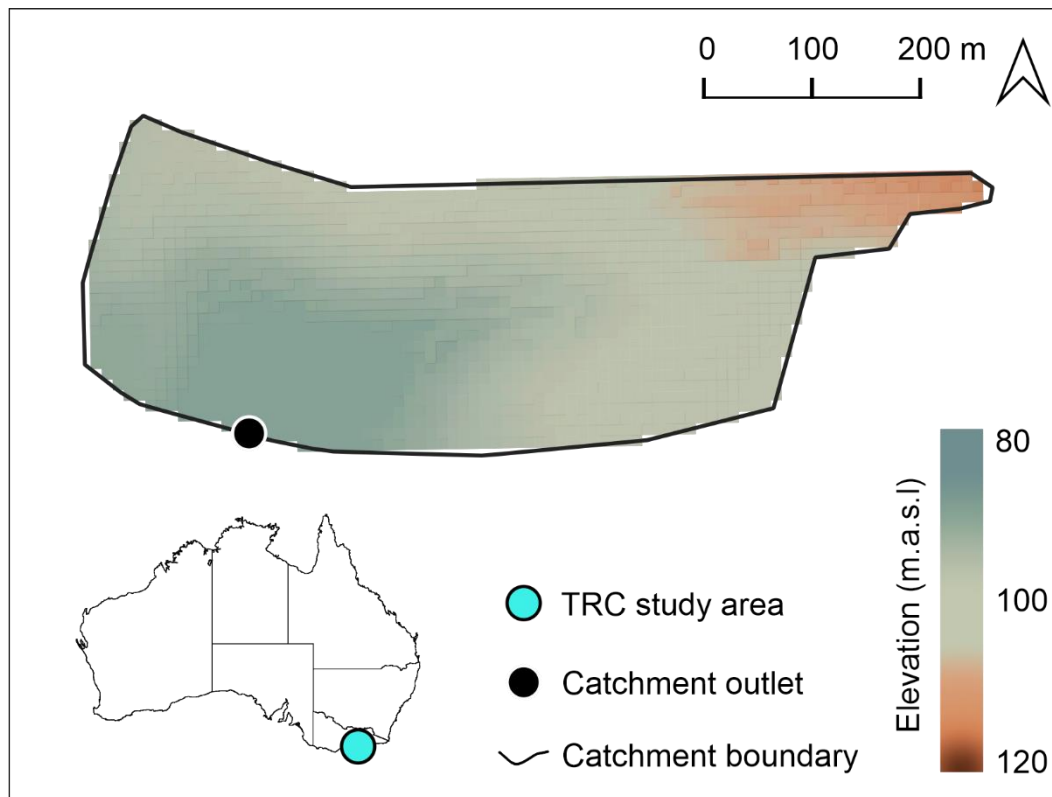 0 100 200 m
TRC study area
Catchment outlet
Catchment boundary
Elevation (m.a.s.l)
80
100
120